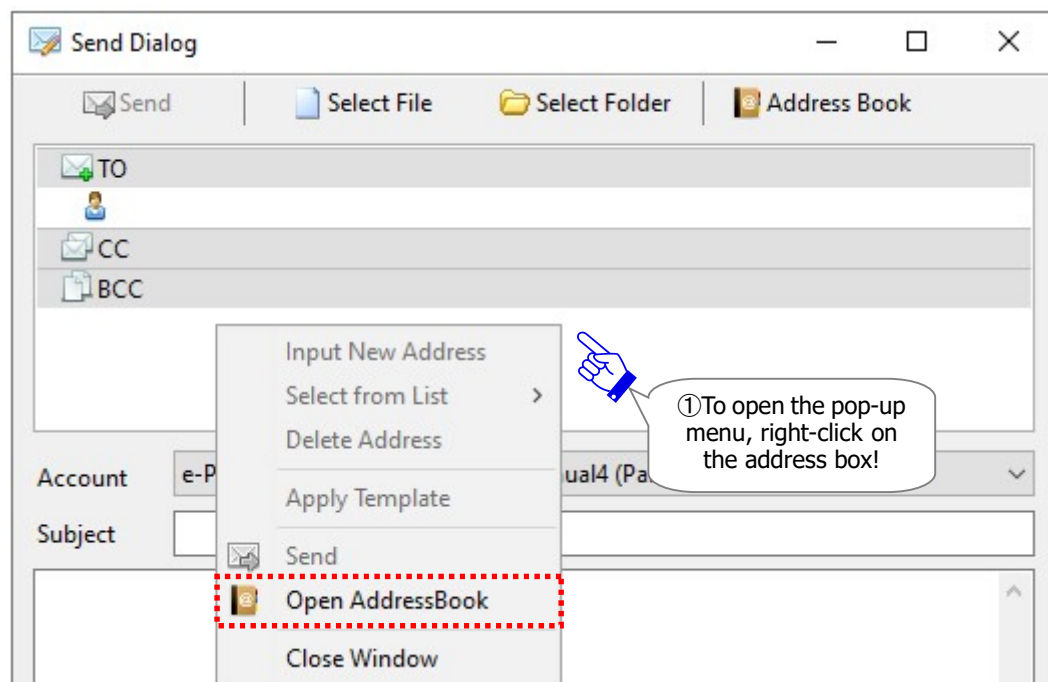 Send Dialog
Send Select File Select Folder Address Book
TO
CC
BCC
Input New Address
Select from List
Delete Address
Apply Template
Send
Open AddressBook
Close Window
①To open the pop-up
menu, right-click on
the address box!
Account e-P ual4 (Pa
Subject